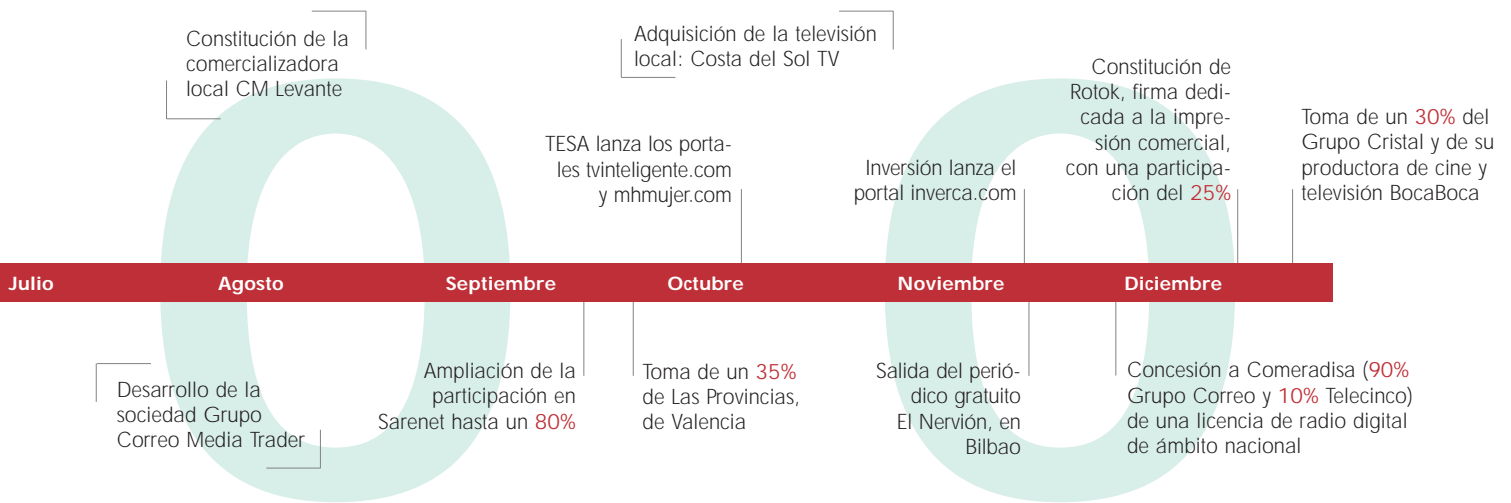 Constitución de la
comercializadora
local CM Levante
Adquisición de la televisión
local: Costa del Sol TV
TESA lanza los porta-
les tvinteligente.com
y mhmujer.com
Inversión lanza el
portal inverca.com
Constitución de
Rotok, firma dedi-
cada a la impre-
sión comercial,
con una participa-
ción del 25%
Toma de un 30% del
Grupo Cristal y de su
productora de cine y
televisión BocaBoca
Julio Agosto Septiembre Octubre Noviembre Diciembre
Desarrollo de la
sociedad Grupo
Correo Media Trader
Ampliación de la
participación en
Sarenet hasta un 80%
Toma de un 35%
de Las Provincias,
de Valencia
Salida del perió-
dico gratuito
El Nervión, en
Bilbao
Concesión a Comeradisa (90%
Grupo Correo y 10% Telecinco)
de una licencia de radio digital
de ámbito nacional
00